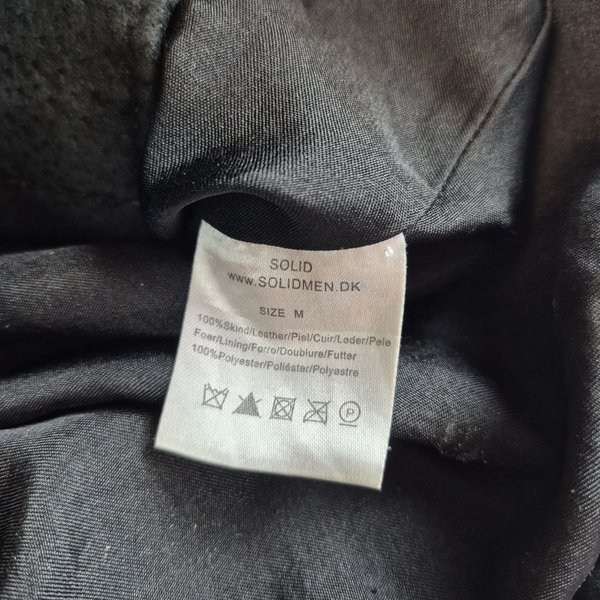 SOLID
www.SOLIDMEN.DK
SIZE M
100%Skind/Leather/Piel/Cuir/Leder/Pele
Foer/Lining/Forro/Doublure/Futter
100%Polyester/Poliéster/Polyestre
P